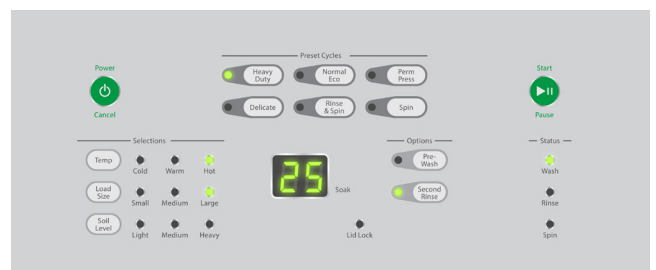 Preset Cycles
Power
Cancel
Heavy
Duty
Normal
Eco
Perm
Press
Delicate
Rinse
& Spin
Spin
Start
Pause
Selections
Temp
Cold
Warm
Hot
Load
Size
Small
Medium
Large
Soil
Level
Light
Medium
Heavy
25
Soak
Lid Lock
Options
Pre-
Wash
Second
Rinse
Status
Wash
Rinse
Spin